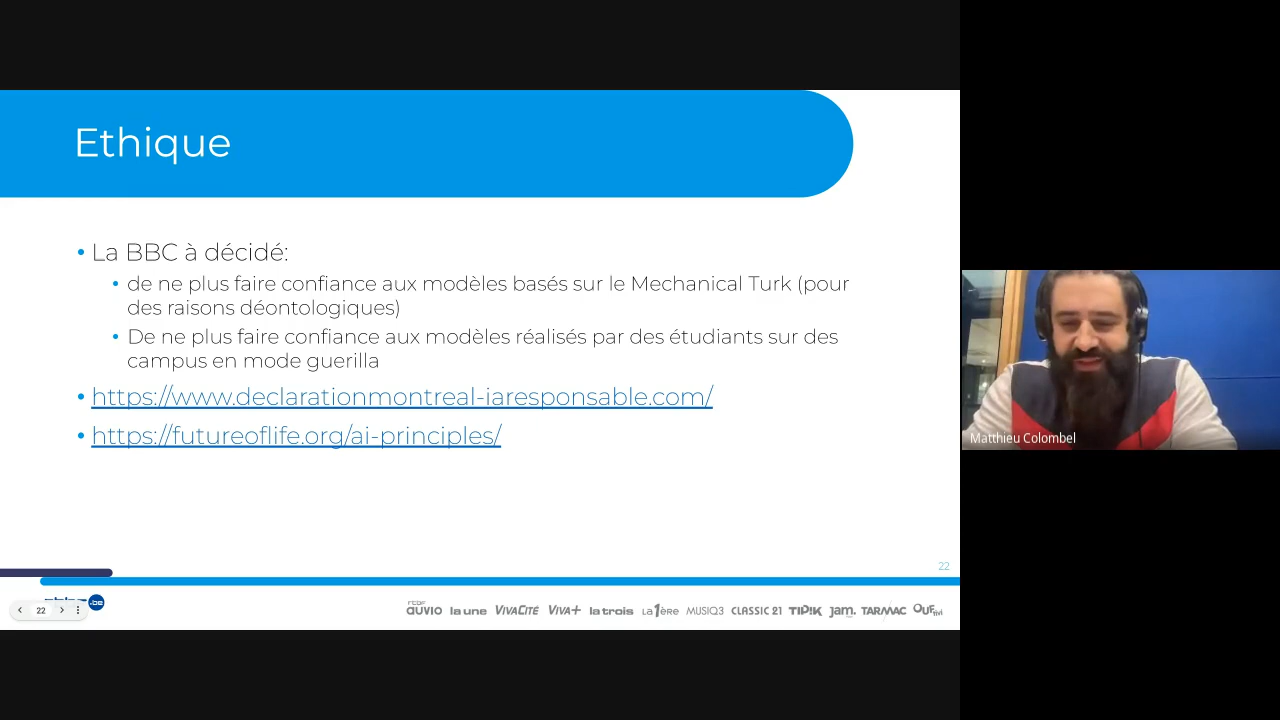 Ethique
• La BBC à décidé:
• de ne plus faire confiance aux modèles basés sur le Mechanical Turk (pour
des raisons déontologiques)
• De ne plus faire confiance aux modèles réalisés par des étudiants sur des
campus en mode guerilla
• https://www.declarationmontreal-iaresponsable.com/
• https://futureoflife.org/ai-principles/
Matthieu Colombel
22
.be
22
rtbf
auvio la une VIVACITÉ VIVA+ la trois LA 1ÈRE MUSIQ3 CLASSIC 21 TIPIK jam. TARMAC OUFtivi